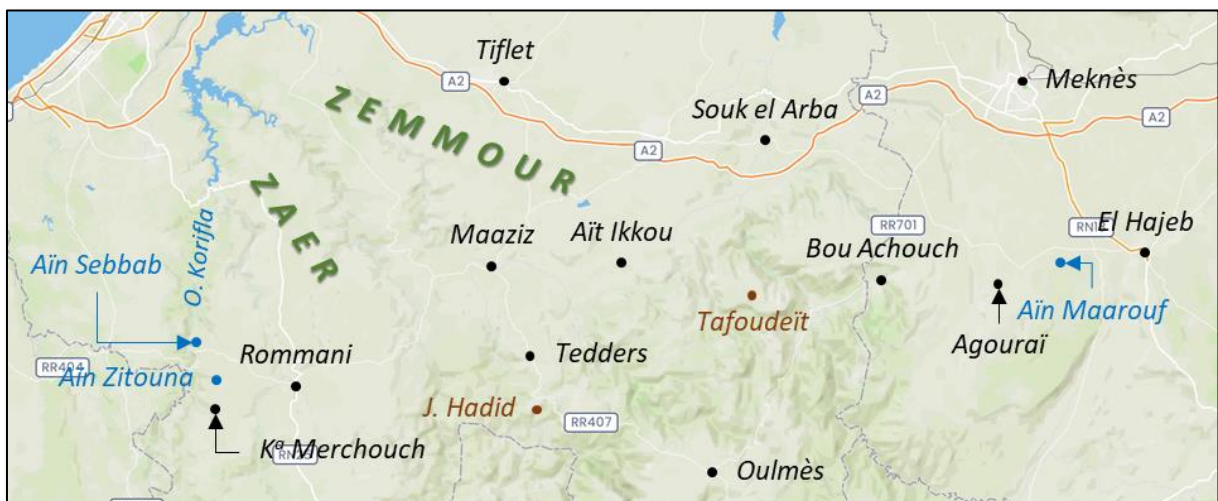 Tiflet
A2
Meknès
Souk el Arba
A2
A2
A2
ZEMMOUR
ZAER
O. Korifla
Maaziz
Aït Ikkou
RR701
El Hajeb
Bou Achouch
Aïn Sebbab
Aïn Maarouf
Tafoudeït
Agouraï
Rommani
Tedders
RR404
Aïn Zitouna
J. Hadid
RR407
Kª Merchouch
Oulmès